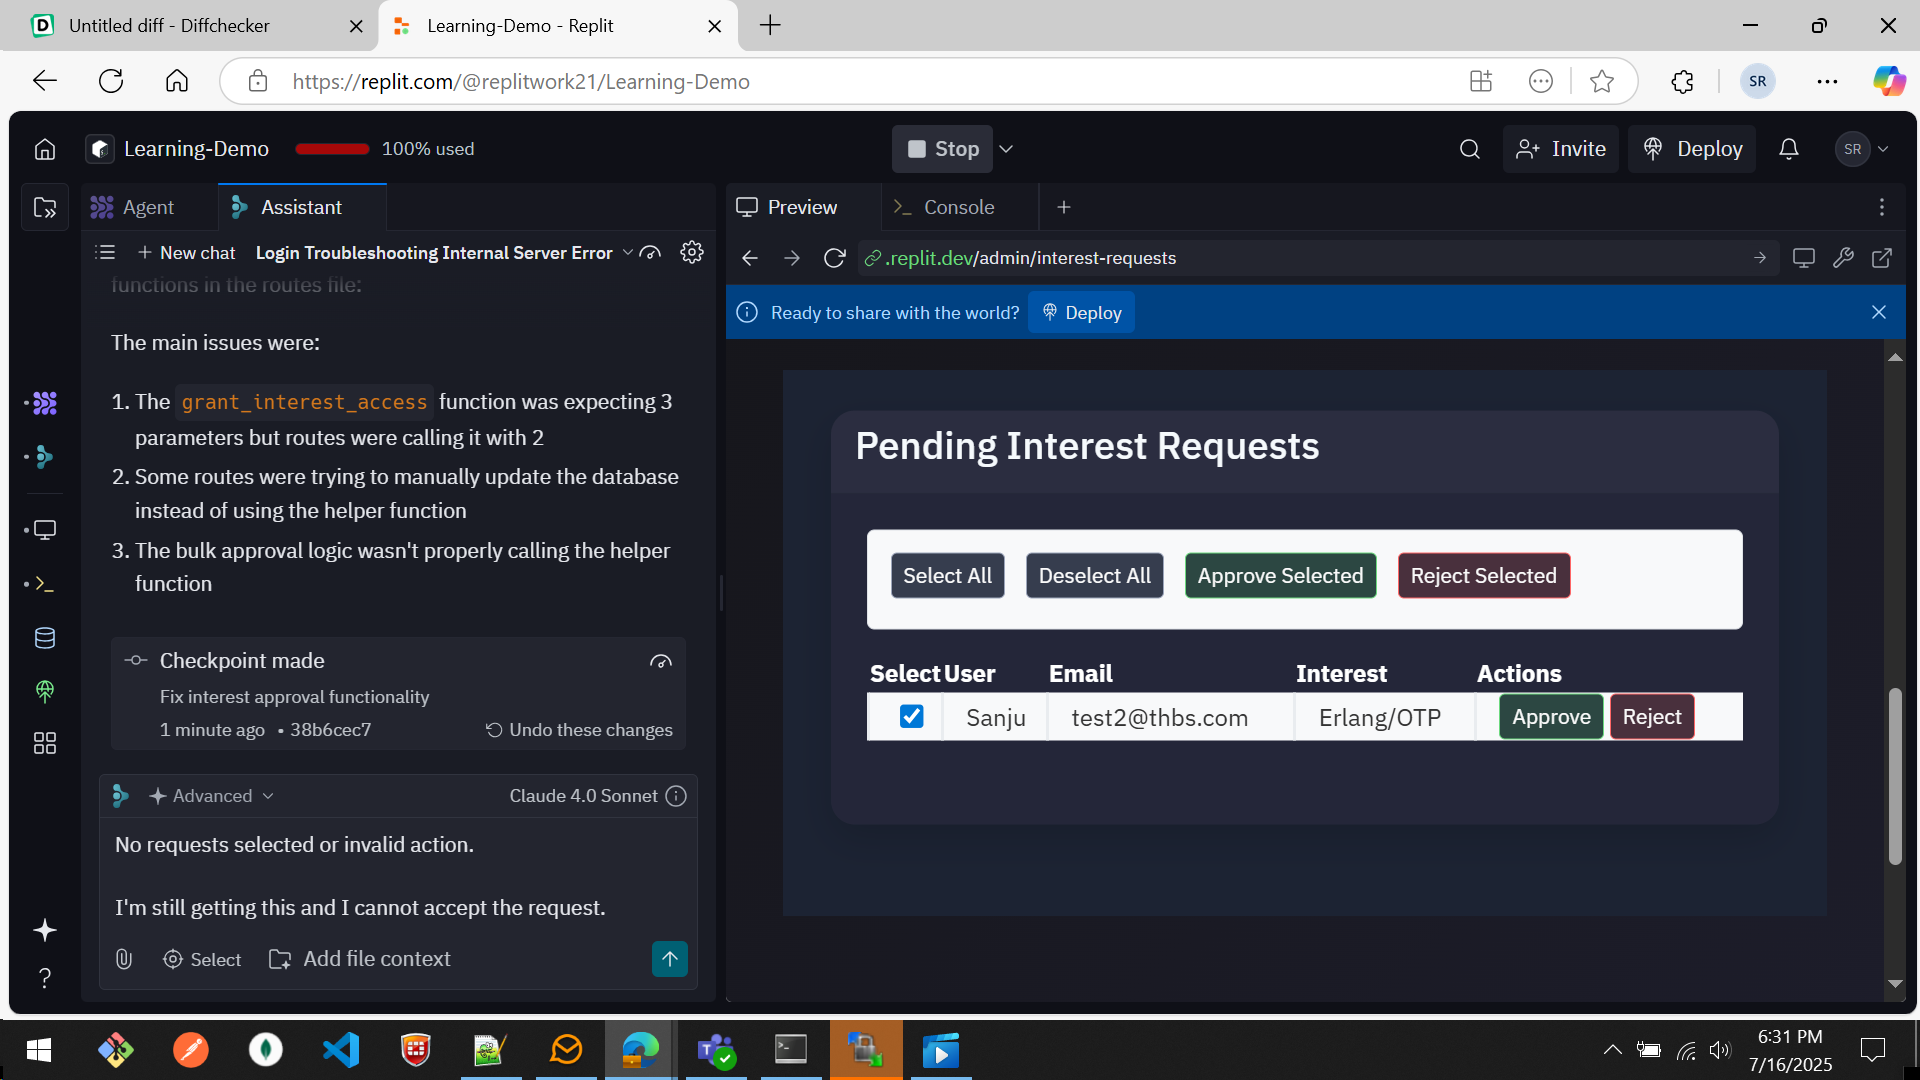 Untitled diff - Diffchecker
Learning-Demo - Replit
https://replit.com/@replitwork21/Learning-Demo
SR
Learning-Demo
100% used
Stop
Invite
Deploy
SR
Agent
Assistant
Preview
Console
New chat
Login Troubleshooting Internal Server Error
.replit.dev/admin/interest-requests
functions in the routes file:
Ready to share with the world?
Deploy
The main issues were:
1. The grant_interest_access function was expecting 3
parameters but routes were calling it with 2
2. Some routes were trying to manually update the database
instead of using the helper function
3. The bulk approval logic wasn't properly calling the helper
function
Checkpoint made
Fix interest approval functionality
1 minute ago • 38b6cec7
Undo these changes
Advanced
Claude 4.0 Sonnet
No requests selected or invalid action.
I'm still getting this and I cannot accept the request.
Select
Add file context
Pending Interest Requests
Select All
Deselect All
Approve Selected
Reject Selected
Select User Email Interest Actions
Sanju test2@thbs.com Erlang/OTP Approve Reject
6:31 PM
7/16/2025